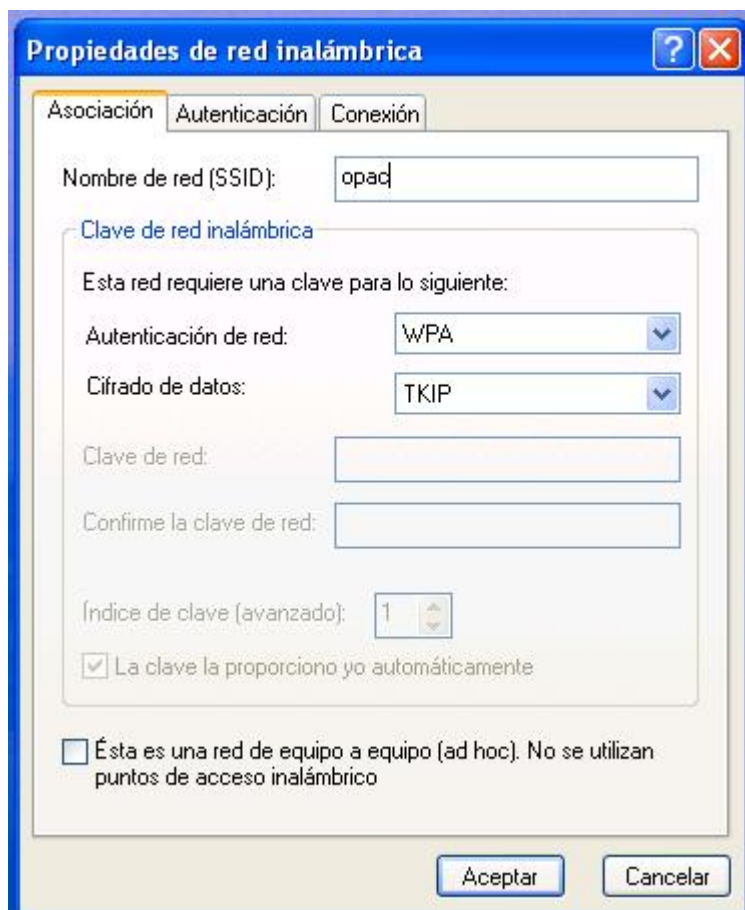 Propiedades de red inalámbrica
Asociación Autenticación Conexión
Nombre de red (SSID): opac
Clave de red inalámbrica
Esta red requiere una clave para lo siguiente:
Autenticación de red: WPA
Cifrado de datos: TKIP
Clave de red:
Confirme la clave de red:
Índice de clave (avanzado): 1
La clave la proporciono yo automáticamente
Ésta es una red de equipo a equipo (ad hoc). No se utilizan
puntos de acceso inalámbrico
Aceptar Cancelar